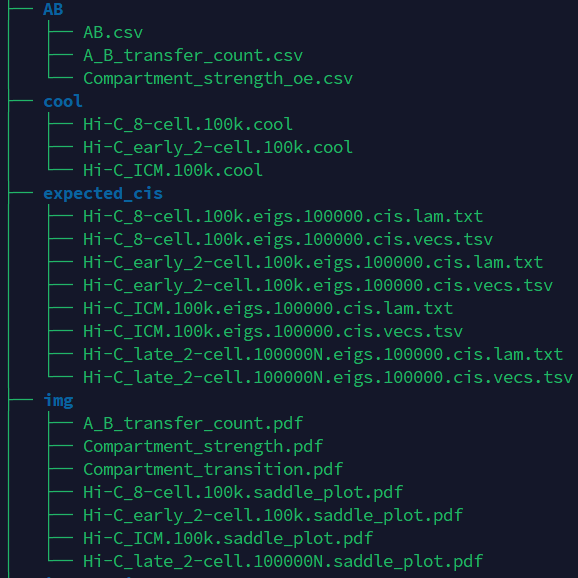 AB
AB.csv
A_B_transfer_count.csv
Compartment_strength_oe.csv
cool
Hi-C_8-cell.100k.cool
Hi-C_early_2-cell.100k.cool
Hi-C_ICM.100k.cool
expected_cis
Hi-C_8-cell.100k.eigs.100000.cis.lam.txt
Hi-C_8-cell.100k.eigs.100000.cis.vecs.tsv
Hi-C_early_2-cell.100k.eigs.100000.cis.lam.txt
Hi-C_early_2-cell.100k.eigs.100000.cis.vecs.tsv
Hi-C_ICM.100k.eigs.100000.cis.lam.txt
Hi-C_ICM.100k.eigs.100000.cis.vecs.tsv
Hi-C_late_2-cell.100000N.eigs.100000.cis.lam.txt
Hi-C_late_2-cell.100000N.eigs.100000.cis.vecs.tsv
img
A_B_transfer_count.pdf
Compartment_strength.pdf
Compartment_transition.pdf
Hi-C_8-cell.100k.saddle_plot.pdf
Hi-C_early_2-cell.100k.saddle_plot.pdf
Hi-C_ICM.100k.saddle_plot.pdf
Hi-C_late_2-cell.100000N.saddle_plot.pdf